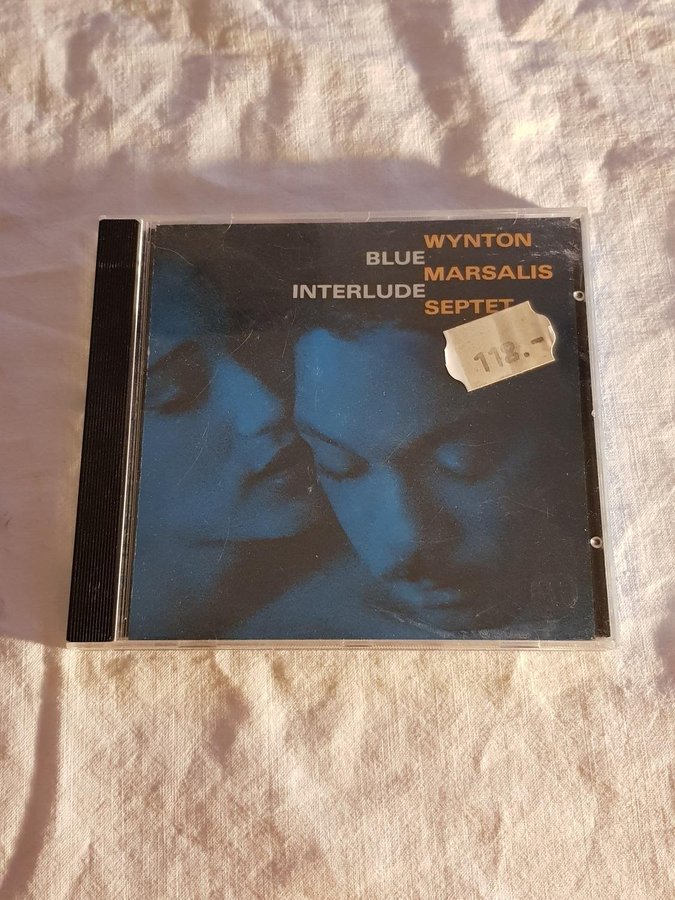 BLUE
INTERLUDE
WYNTON
MARSALIS
SEPTET
118.-